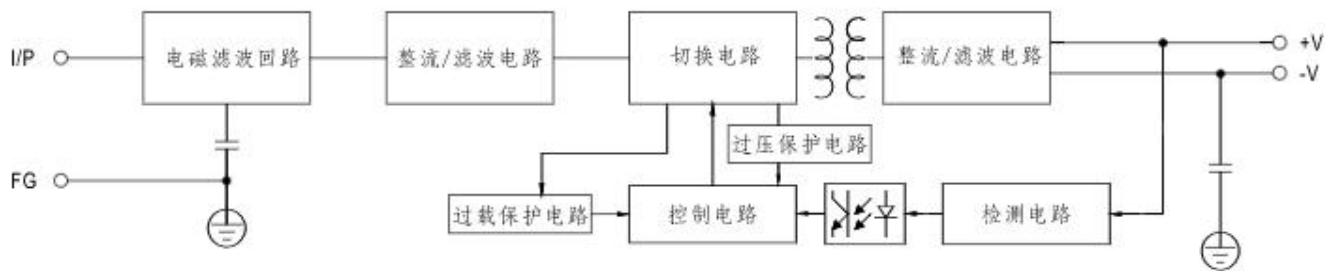 I/P
电磁滤波回路
整流/滤波电路
切换电路
整流/滤波电路
+V
-V
过压保护电路
FG
过载保护电路
控制电路
检测电路